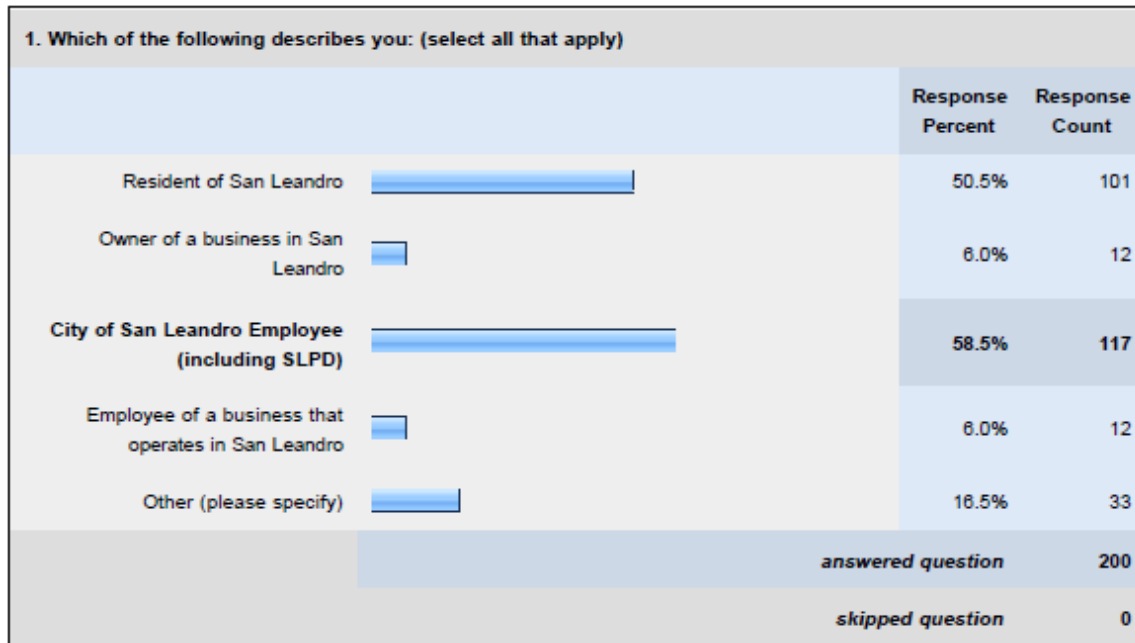 1. Which of the following describes you: (select all that apply)
Response Response
Percent Count
Resident of San Leandro 50.5% 101
Owner of a business in San
Leandro 6.0% 12
City of San Leandro Employee
(including SLPD) 58.5% 117
Employee of a business that
operates in San Leandro 6.0% 12
Other (please specify) 16.5% 33
answered question 200
skipped question 0